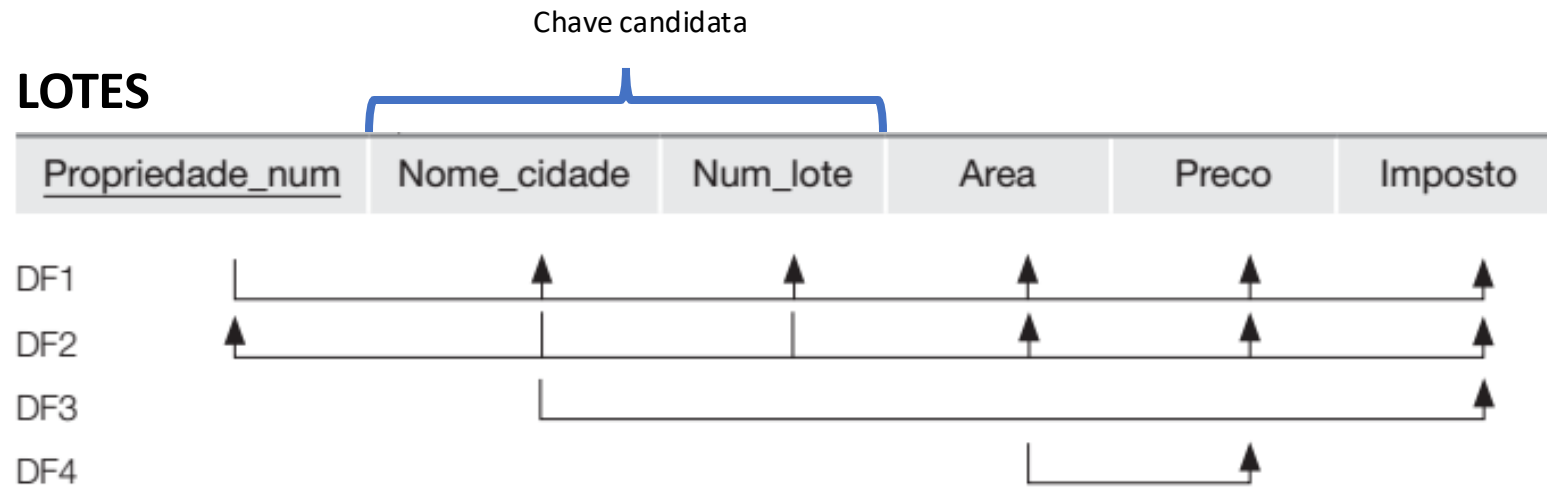 Chave candidata
LOTES
Propriedade_num Nome_cidade Num_lote Area Preco Imposto
DF1
DF2
DF3
DF4